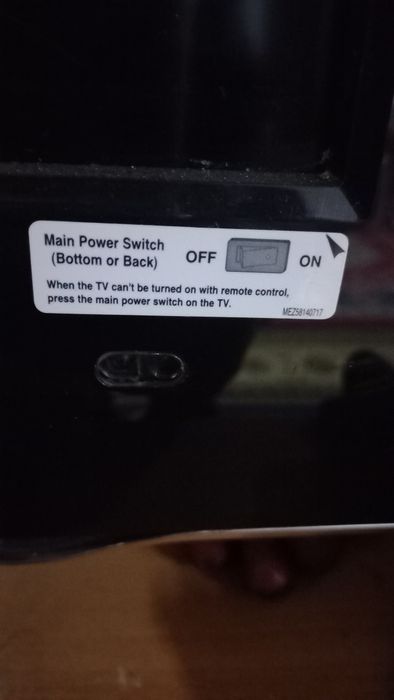 Main Power Switch
(Bottom or Back)
OFF
ON
When the TV can't be turned on with remote control,
press the main power switch on the TV.
MEZ58140717